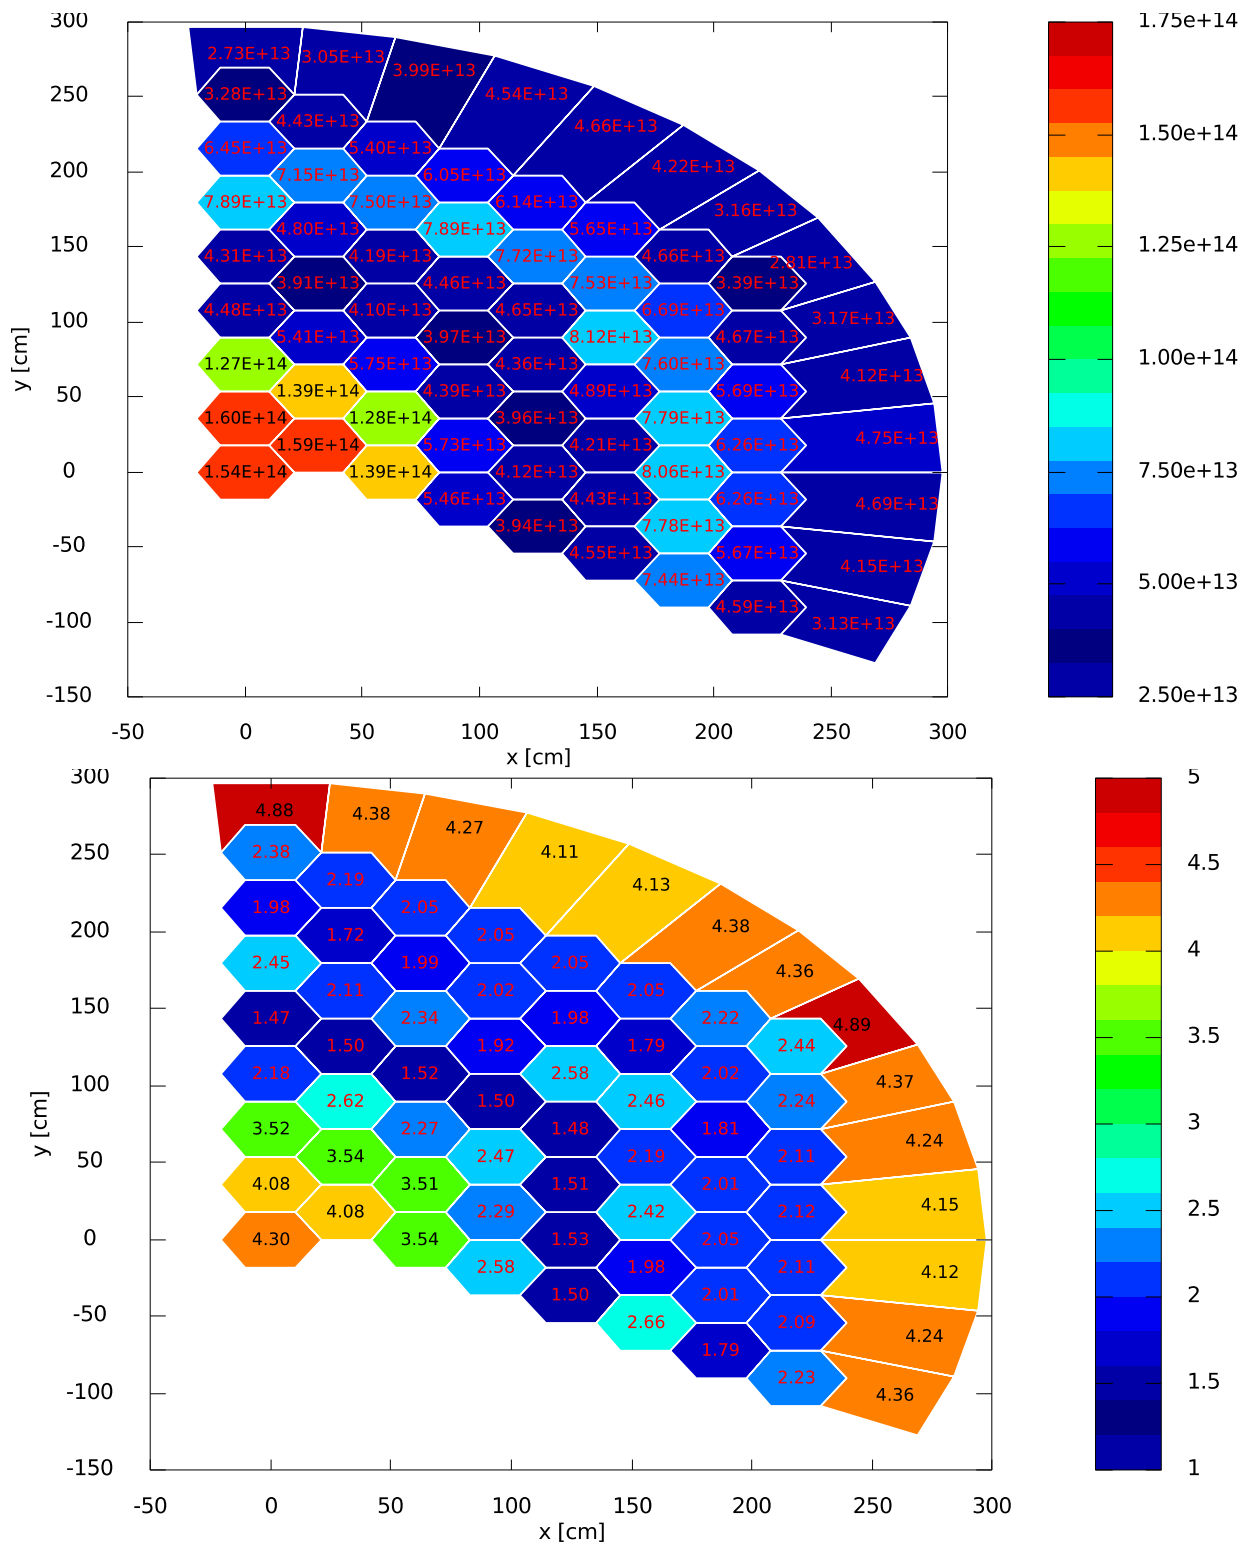 300
1.75e+14
2.73E+13
3.05E+13
3.99E+13
250
3.28E+13
4.54E+13
4.43E+13
4.66E+13
1.50e+14
200
6.45E+13
5.40E+13
7.15E+13
6.05E+13
4.22E+13
7.89E+13
7.50E+13
6.14E+13
3.16E+13
150
4.80E+13
7.89E+13
5.65E+13
1.25e+14
4.31E+13
4.19E+13
7.72E+13
4.66E+13
2.81E+13
3.91E+13
4.46E+13
7.53E+13
3.39E+13
100
4.48E+13
4.10E+13
4.65E+13
6.69E+13
3.17E+13
5.41E+13
3.97E+13
8.12E+13
4.67E+13
y [cm]
1.27E+14
5.75E+13
4.36E+13
7.60E+13
4.12E+13
1.00e+14
50
1.39E+14
4.39E+13
4.89E+13
5.69E+13
1.60E+14
1.28E+14
3.96E+13
7.79E+13
4.75E+13
1.59E+14
5.73E+13
4.21E+13
6.26E+13
0
1.54E+14
1.39E+14
4.12E+13
8.06E+13
7.50e+13
5.46E+13
4.43E+13
6.26E+13
4.69E+13
-50
3.94E+13
7.78E+13
4.55E+13
5.67E+13
4.15E+13
7.44E+13
5.00e+13
-100
4.59E+13
3.13E+13
-150
2.50e+13
-50
0
50
100
150
200
250
300
x [cm]
300
5
4.88
4.38
4.27
250
2.38
4.11
4.5
2.19
4.13
200
1.98
2.05
1.72
2.05
4.38
2.45
1.99
2.05
4.36
4
150
2.11
2.02
2.05
1.47
2.34
1.98
2.22
4.89
1.50
1.92
1.79
2.44
3.5
100
2.18
1.52
2.58
2.02
4.37
2.62
1.50
2.46
2.24
y [cm]
3.52
2.27
1.48
1.81
4.24
3
50
3.54
2.47
2.19
2.11
4.08
3.51
1.51
2.01
4.15
4.08
2.29
2.42
2.12
2.5
0
4.30
3.54
1.53
2.05
2.58
1.98
2.11
4.12
2
-50
1.50
2.01
2.66
2.09
4.24
1.79
1.5
-100
2.23
4.36
-150
1
-50
0
50
100
150
200
250
300
x [cm]